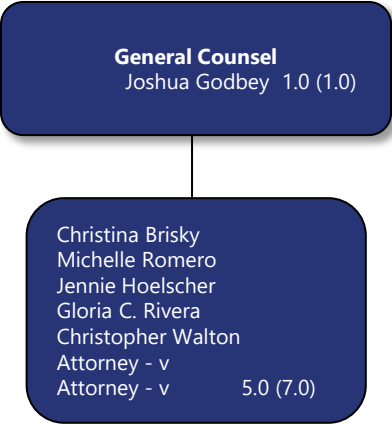 General Counsel
Joshua Godbey 1.0 (1.0)
Christina Brisky
Michelle Romero
Jennie Hoelscher
Gloria C. Rivera
Christopher Walton
Attorney - v
Attorney - v 5.0 (7.0)